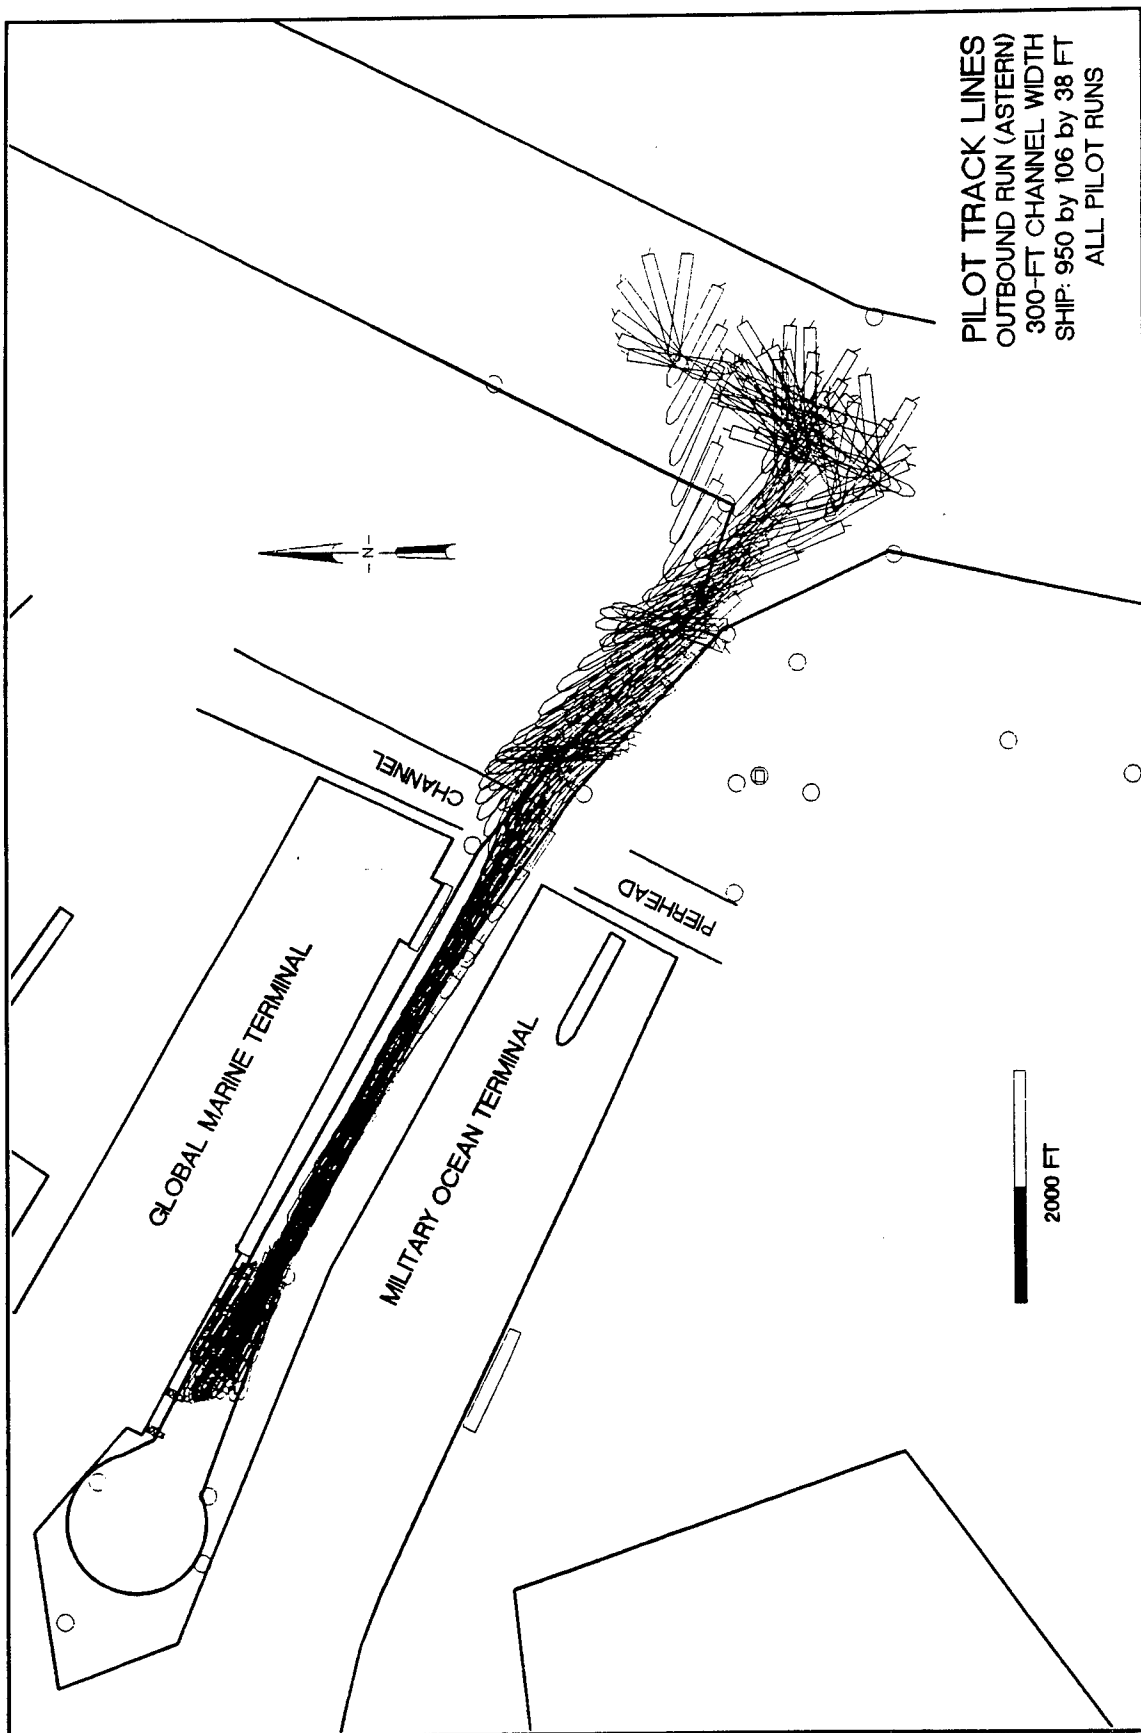 PILOT TRACK LINES
OUTBOUND RUN (ASTERN)
300-FT CHANNEL WIDTH
SHIP: 950 by 106 by 38 FT
ALL PILOT RUNS
N
CHANNEL
PIERHEAD
GLOBAL MARINE TERMINAL
MILITARY OCEAN TERMINAL
2000 FT